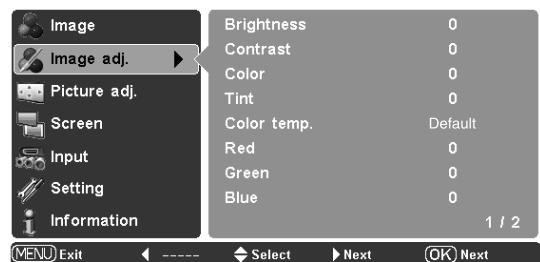 Image
Image adj.
Picture adj.
Screen
Input
Setting
Information
Brightness 0
Contrast 0
Color 0
Tint 0
Color temp. Default
Red 0
Green 0
Blue 0
1 / 2
MENU Exit ----- Select Next OK Next